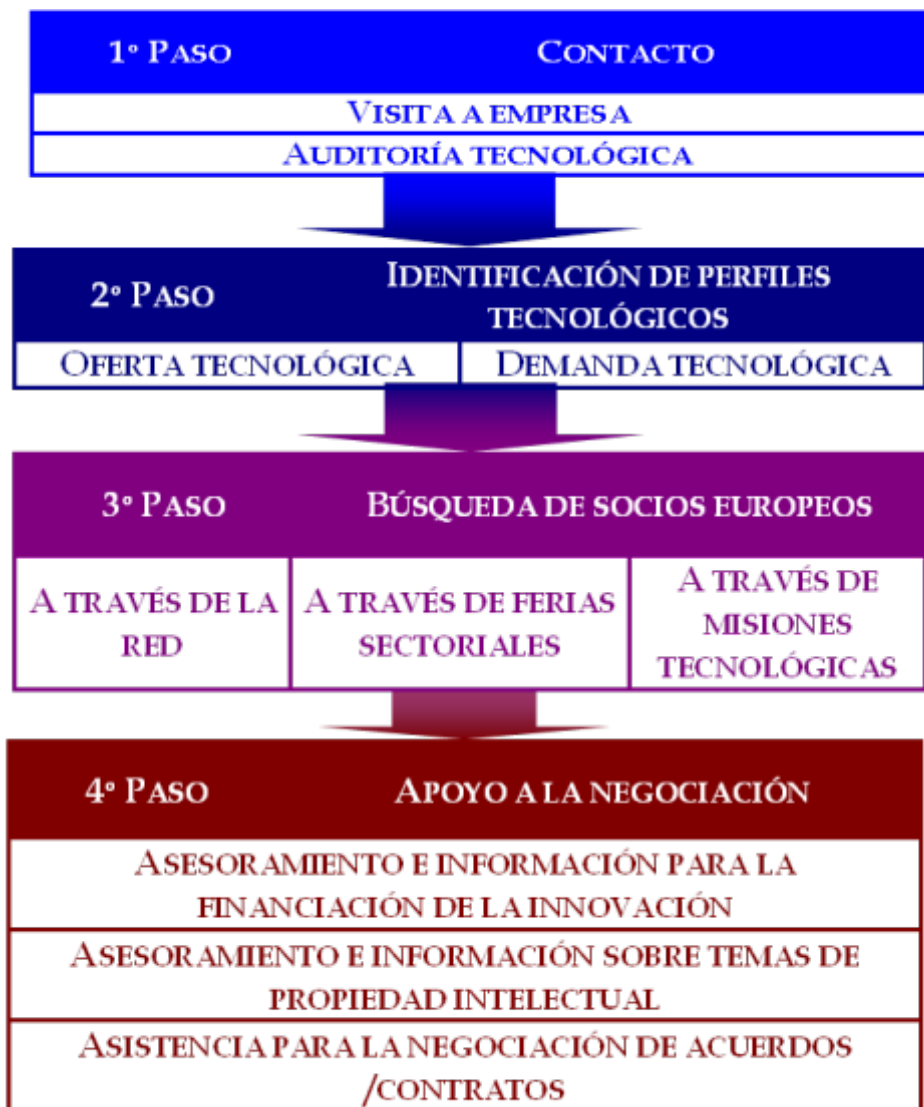 1º Paso Contacto
Visita a empresa
Auditoría tecnológica
2º Paso Identificación de perfiles
tecnológicos
Oferta tecnológica Demanda tecnológica
3º Paso Búsqueda de socios europeos
A través de la
red
A través de ferias
sectoriales
A través de
misiones
tecnológicas
4º Paso Apoyo a la negociación
Asesoramiento e información para la
financiación de la innovación
Asesoramiento e información sobre temas de
propiedad intelectual
Asistencia para la negociación de acuerdos
/contratos